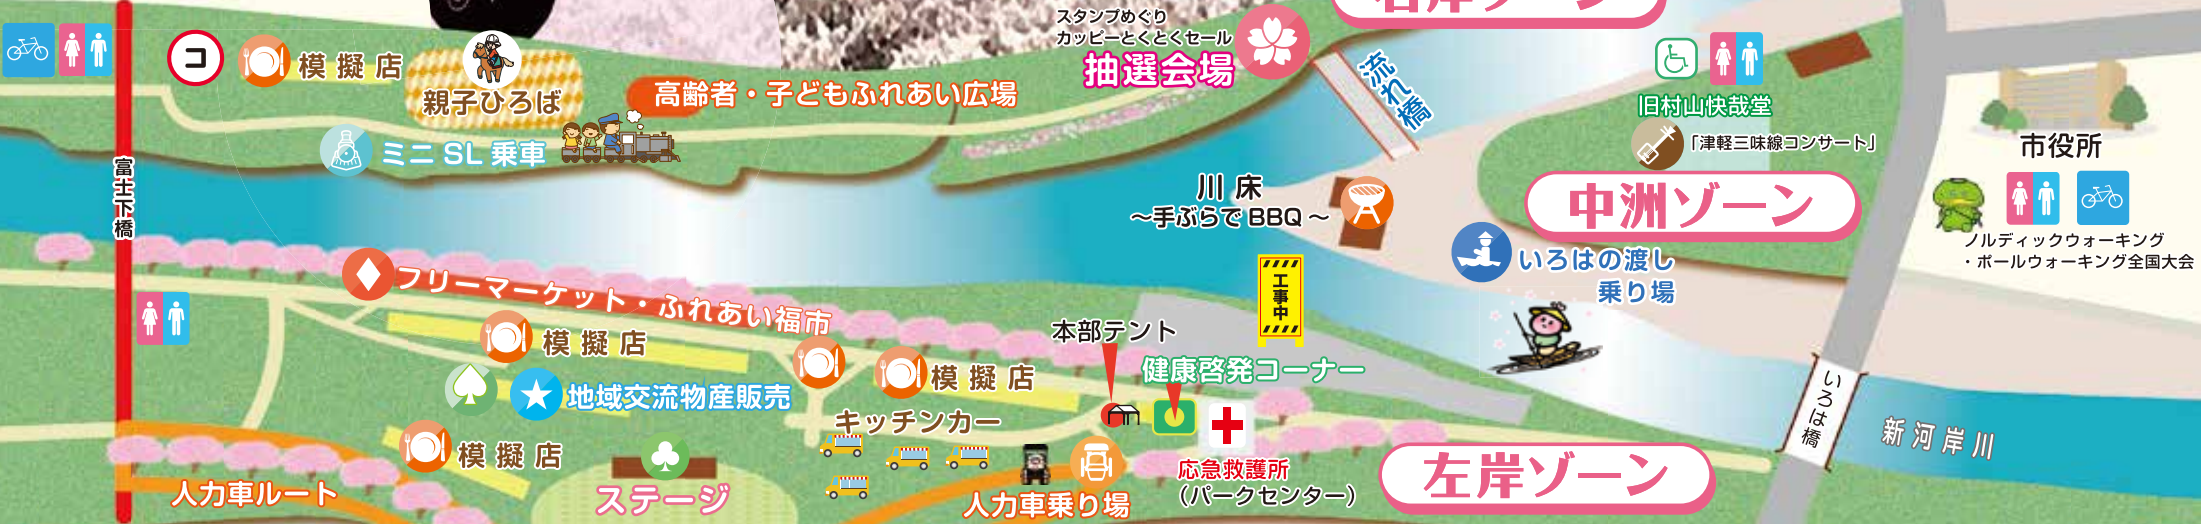 右岸ゾーン
スタンプめぐり
カッピーとくとくセール
抽選会場
コ
模擬店
親子ひろば
高齢者・子どもふれあい広場
ミニSL乗車
流れ橋
旧村山快哉堂
「津軽三味線コンサート」
市役所
富士下橋
川床
～手ぶらでBBQ～
中洲ゾーン
ノルディックウォーキング
・ポールウォーキング全国大会
いろはの渡し
乗り場
工事中
フリーマーケット・ふれあい福市
模擬店
本部テント
健康啓発コーナー
模擬店
地域交流物産販売
キッチンカー
いろは橋
新河岸川
模擬店
応急救護所
（パークセンター）
左岸ゾーン
人力車ルート
ステージ
人力車乗り場